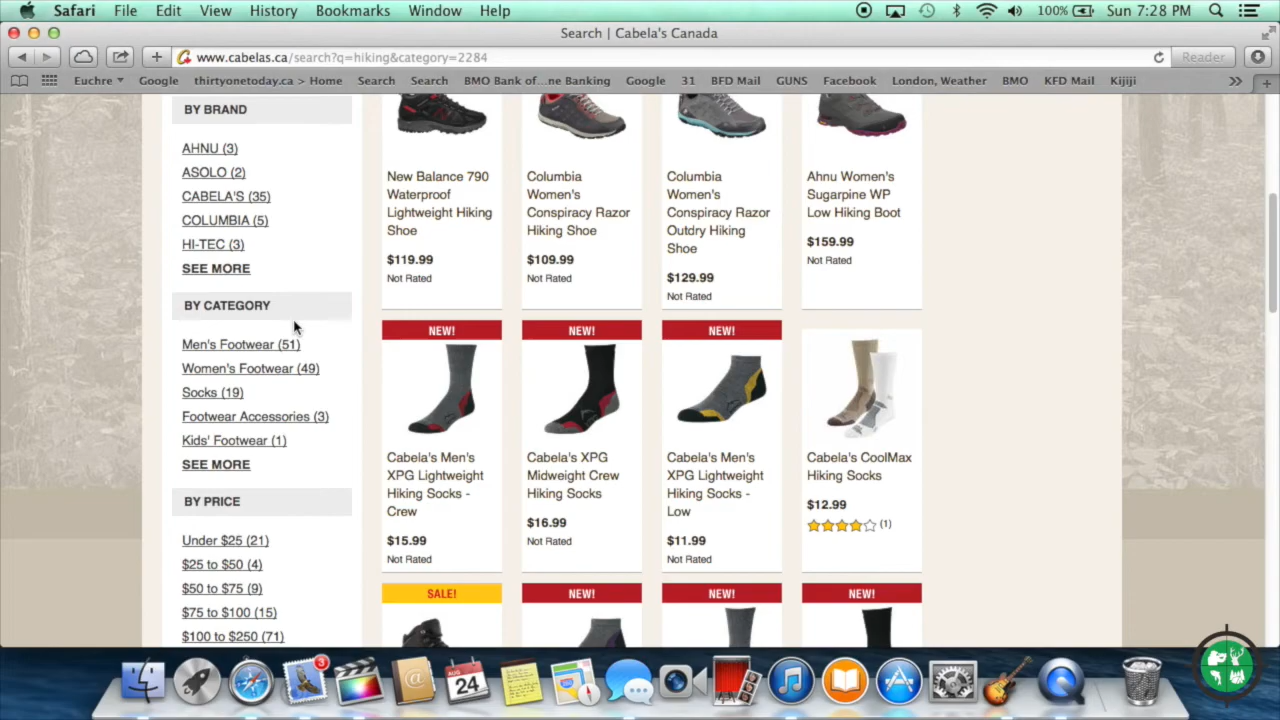 Safari File Edit View History Bookmarks Window Help 100% Sun 7:28 PM
Search | Cabela's Canada
www.cabelas.ca/search?q=hiking&category=2284 Reader
Euchre Google thirtyonetoday.ca > Home Search Search BMO Bank of...ne Banking Google 31 BFD Mail GUNS Facebook London, Weather BMO KFD Mail Kijiji
BY BRAND
AHNU (3)
ASOLO (2)
CABELA'S (35)
COLUMBIA (5)
HI-TEC (3)
SEE MORE
BY CATEGORY
Men's Footwear (51)
Women's Footwear (49)
Socks (19)
Footwear Accessories (3)
Kids' Footwear (1)
SEE MORE
BY PRICE
Under $25 (21)
$25 to $50 (4)
$50 to $75 (9)
$75 to $100 (15)
$100 to $250 (71)
New Balance 790
Waterproof
Lightweight Hiking
Shoe
$119.99
Not Rated
Columbia
Women's
Conspiracy Razor
Hiking Shoe
$109.99
Not Rated
Columbia
Women's
Conspiracy Razor
Outdry Hiking
Shoe
$129.99
Not Rated
Ahnu Women's
Sugarpine WP
Low Hiking Boot
$159.99
Not Rated
NEW!
Cabela's Men's
XPG Lightweight
Hiking Socks -
Crew
$15.99
Not Rated
NEW!
Cabela's XPG
Midweight Crew
Hiking Socks
$16.99
Not Rated
NEW!
Cabela's Men's
XPG Lightweight
Hiking Socks -
Low
$11.99
Not Rated
Cabela's CoolMax
Hiking Socks
$12.99
(1)
SALE!
NEW!
NEW!
NEW!
3
AUG
24